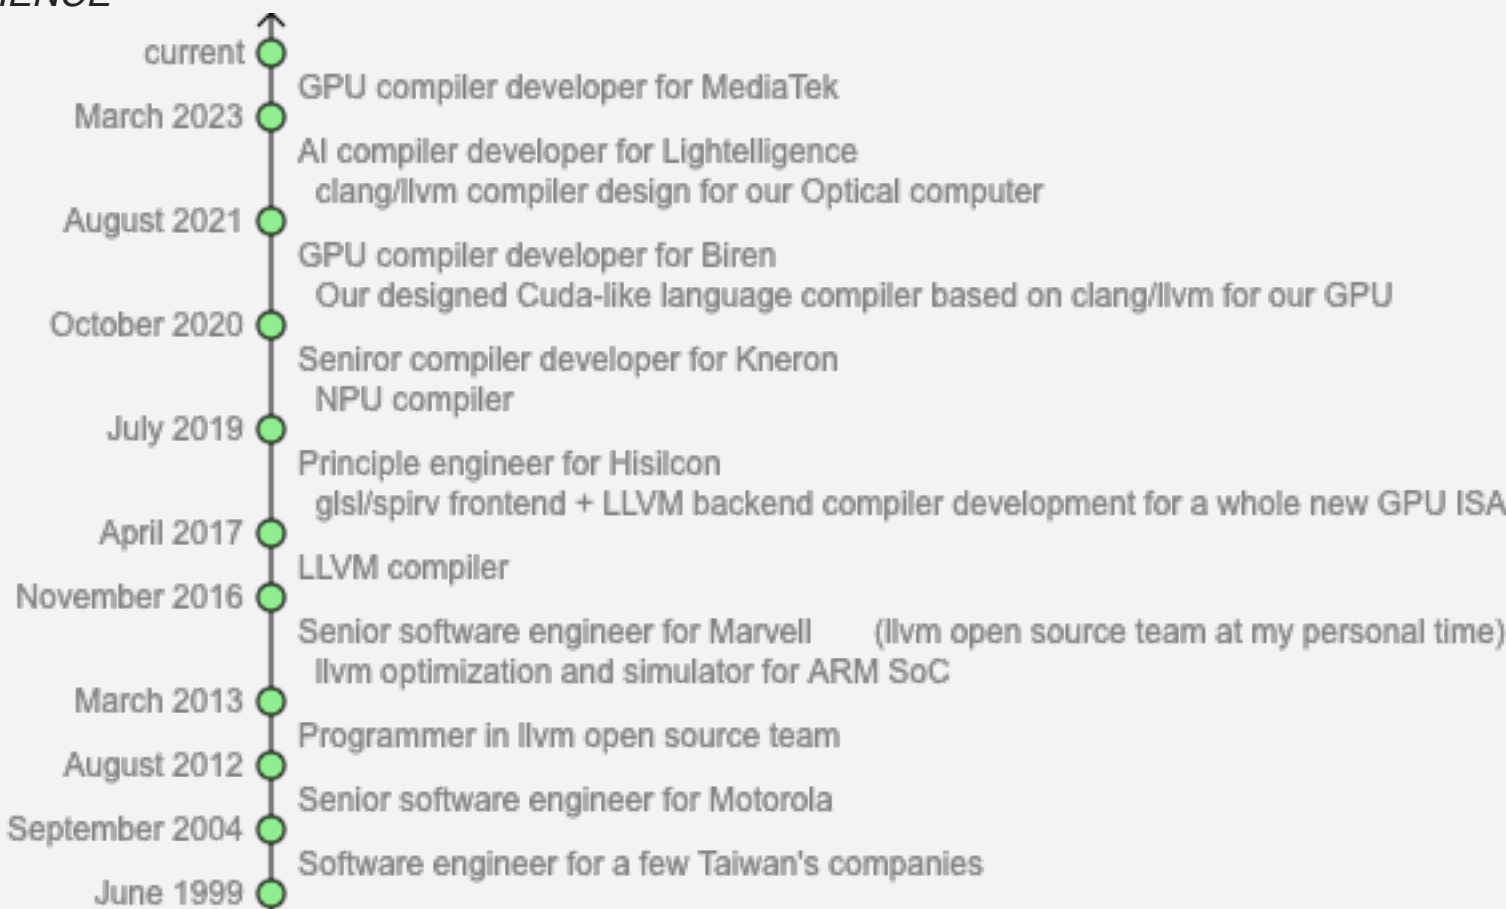 current
GPU compiler developer for MediaTek
March 2023
AI compiler developer for Lightelligence
clang/llvm compiler design for our Optical computer
August 2021
GPU compiler developer for Biren
Our designed Cuda-like language compiler based on clang/llvm for our GPU
October 2020
Seniror compiler developer for Kneron
NPU compiler
July 2019
Principle engineer for Hisilcon
glsl/spirv frontend + LLVM backend compiler development for a whole new GPU ISA
April 2017
LLVM compiler
November 2016
Senior software engineer for Marvell (llvm open source team at my personal time)
llvm optimization and simulator for ARM SoC
March 2013
Programmer in llvm open source team
August 2012
Senior software engineer for Motorola
September 2004
Software engineer for a few Taiwan's companies
June 1999